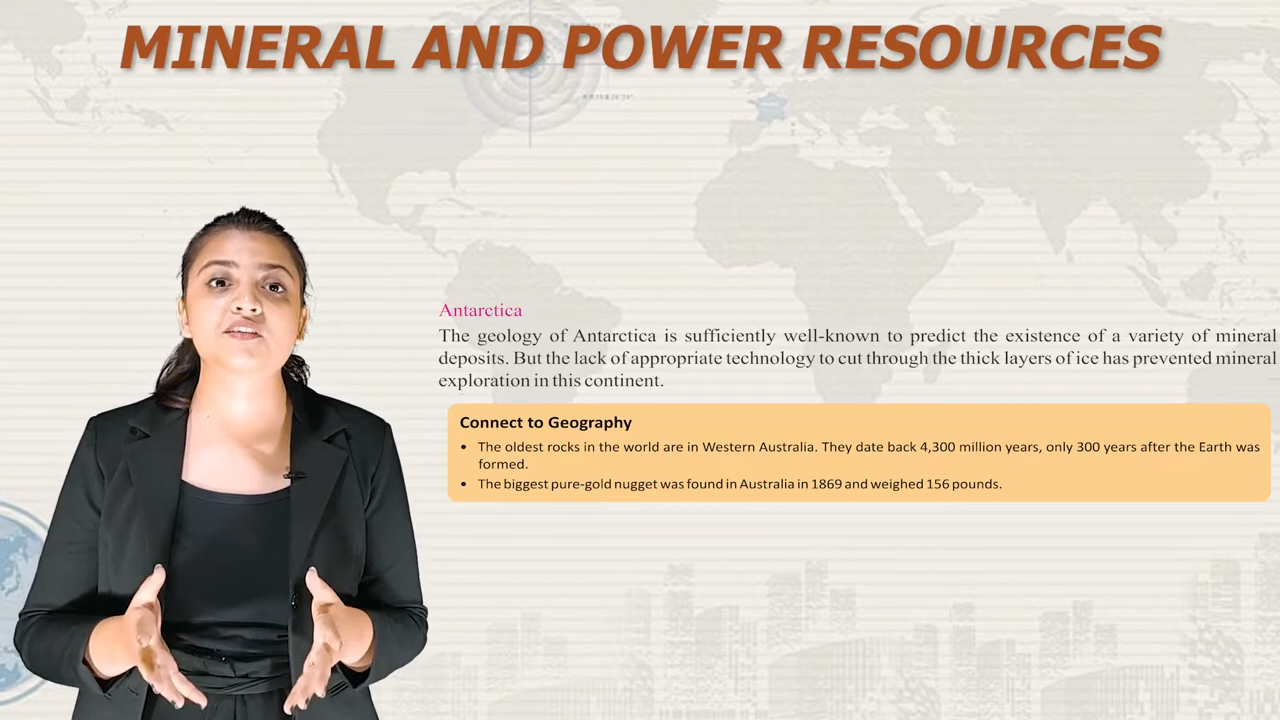 MINERAL AND POWER RESOURCES
Antarctica
The geology of Antarctica is sufficiently well-known to predict the existence of a variety of mineral
deposits. But the lack of appropriate technology to cut through the thick layers of ice has prevented mineral
exploration in this continent.
Connect to Geography
• The oldest rocks in the world are in Western Australia. They date back 4,300 million years, only 300 years after the Earth was
formed.
• The biggest pure-gold nugget was found in Australia in 1869 and weighed 156 pounds.